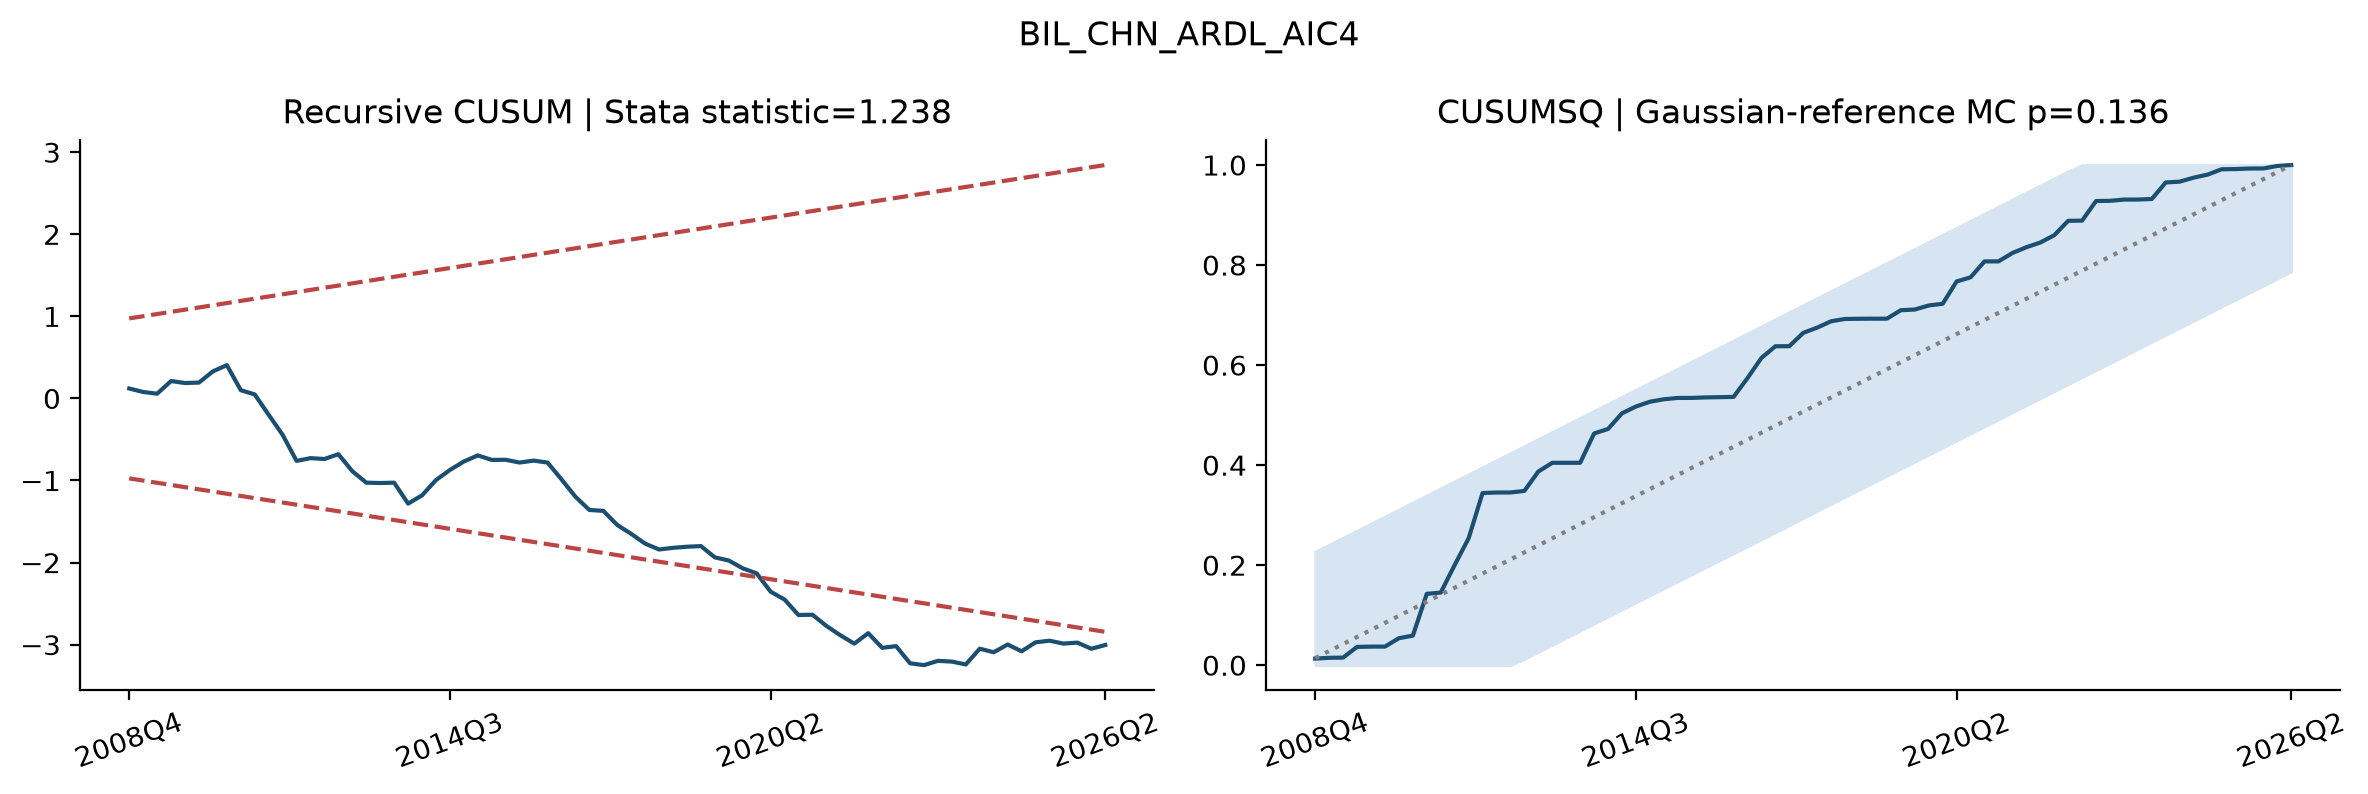 BIL_CHN_ARDL_AIC4
Recursive CUSUM | Stata statistic=1.238
3
2
1
0
−1
−2
−3
2008Q4
2014Q3
2020Q2
2026Q2
CUSUMSQ | Gaussian-reference MC p=0.136
1.0
0.8
0.6
0.4
0.2
0.0
2008Q4
2014Q3
2020Q2
2026Q2